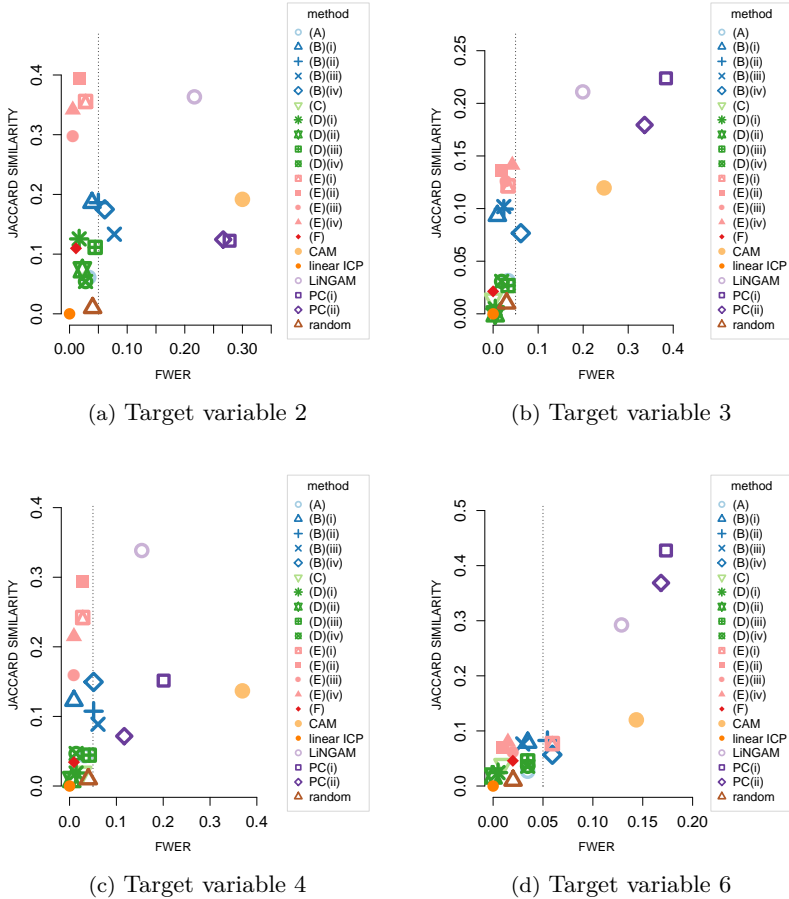 method
(A)
(B)(i)
(B)(ii)
(B)(iii)
(B)(iv)
(C)
(D)(i)
(D)(ii)
(D)(iii)
(D)(iv)
(E)(i)
(E)(ii)
(E)(iii)
(E)(iv)
(F)
CAM
linear ICP
LiNGAM
PC(i)
PC(ii)
random
JACCARD SIMILARITY
0.4
0.3
0.2
0.1
0.0
0.00 0.10 0.20 0.30
FWER
(a) Target variable 2
method
(A)
(B)(i)
(B)(ii)
(B)(iii)
(B)(iv)
(C)
(D)(i)
(D)(ii)
(D)(iii)
(D)(iv)
(E)(i)
(E)(ii)
(E)(iii)
(E)(iv)
(F)
CAM
linear ICP
LiNGAM
PC(i)
PC(ii)
random
JACCARD SIMILARITY
0.25
0.20
0.15
0.10
0.05
0.00
0.0 0.1 0.2 0.3 0.4
FWER
(b) Target variable 3
method
(A)
(B)(i)
(B)(ii)
(B)(iii)
(B)(iv)
(C)
(D)(i)
(D)(ii)
(D)(iii)
(D)(iv)
(E)(i)
(E)(ii)
(E)(iii)
(E)(iv)
(F)
CAM
linear ICP
LiNGAM
PC(i)
PC(ii)
random
JACCARD SIMILARITY
0.4
0.3
0.2
0.1
0.0
0.0 0.1 0.2 0.3 0.4
FWER
(c) Target variable 4
method
(A)
(B)(i)
(B)(ii)
(B)(iii)
(B)(iv)
(C)
(D)(i)
(D)(ii)
(D)(iii)
(D)(iv)
(E)(i)
(E)(ii)
(E)(iii)
(E)(iv)
(F)
CAM
linear ICP
LiNGAM
PC(i)
PC(ii)
random
JACCARD SIMILARITY
0.5
0.4
0.3
0.2
0.1
0.0
0.00 0.05 0.10 0.15 0.20
FWER
(d) Target variable 6